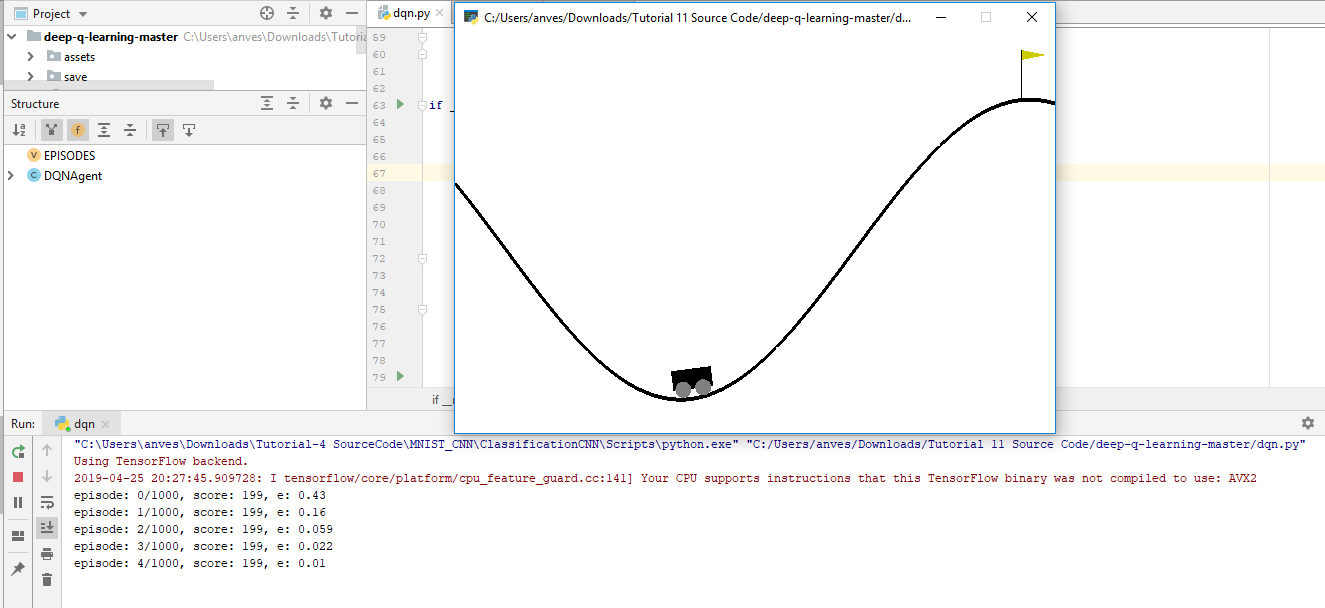 Project
dqn.py
C:/Users/anves/Downloads/Tutorial 11 Source Code/deep-q-learning-master/d...
deep-q-learning-master C:\Users\anves\Downloads\Tutoria
assets
save
Structure
EPISODES
DQNAgent
59
60
61
62
63 if _
64
65
66
67
68
69
70
71
72
73
74
75
76
77
78
79
if __
Run: dqn
"C:\Users\anves\Downloads\Tutorial-4 SourceCode\MNIST_CNN\ClassificationCNN\Scripts\python.exe" "C:/Users/anves/Downloads/Tutorial 11 Source Code/deep-q-learning-master/dqn.py"
Using TensorFlow backend.
2019-04-25 20:27:45.909728: I tensorflow/core/platform/cpu_feature_guard.cc:141] Your CPU supports instructions that this TensorFlow binary was not compiled to use: AVX2
episode: 0/1000, score: 199, e: 0.43
episode: 1/1000, score: 199, e: 0.16
episode: 2/1000, score: 199, e: 0.059
episode: 3/1000, score: 199, e: 0.022
episode: 4/1000, score: 199, e: 0.01